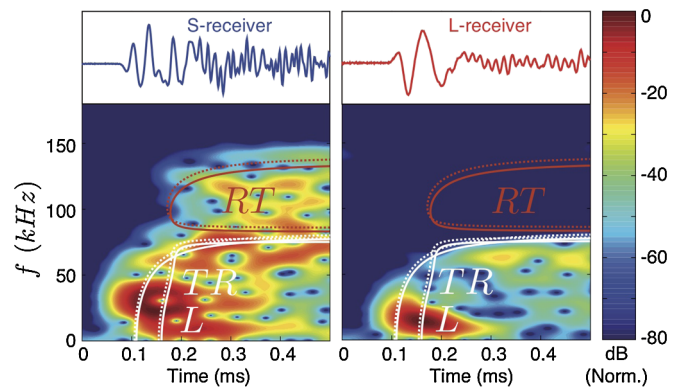 S-receiver L-receiver
0
-20
-40
-60
-80
dB
(Norm.)
f (kHz)
150
100
50
0
RT
TR
L
RT
TR
L
0 0.1 0.2 0.3 0.4
0 0.1 0.2 0.3 0.4
Time (ms) Time (ms)